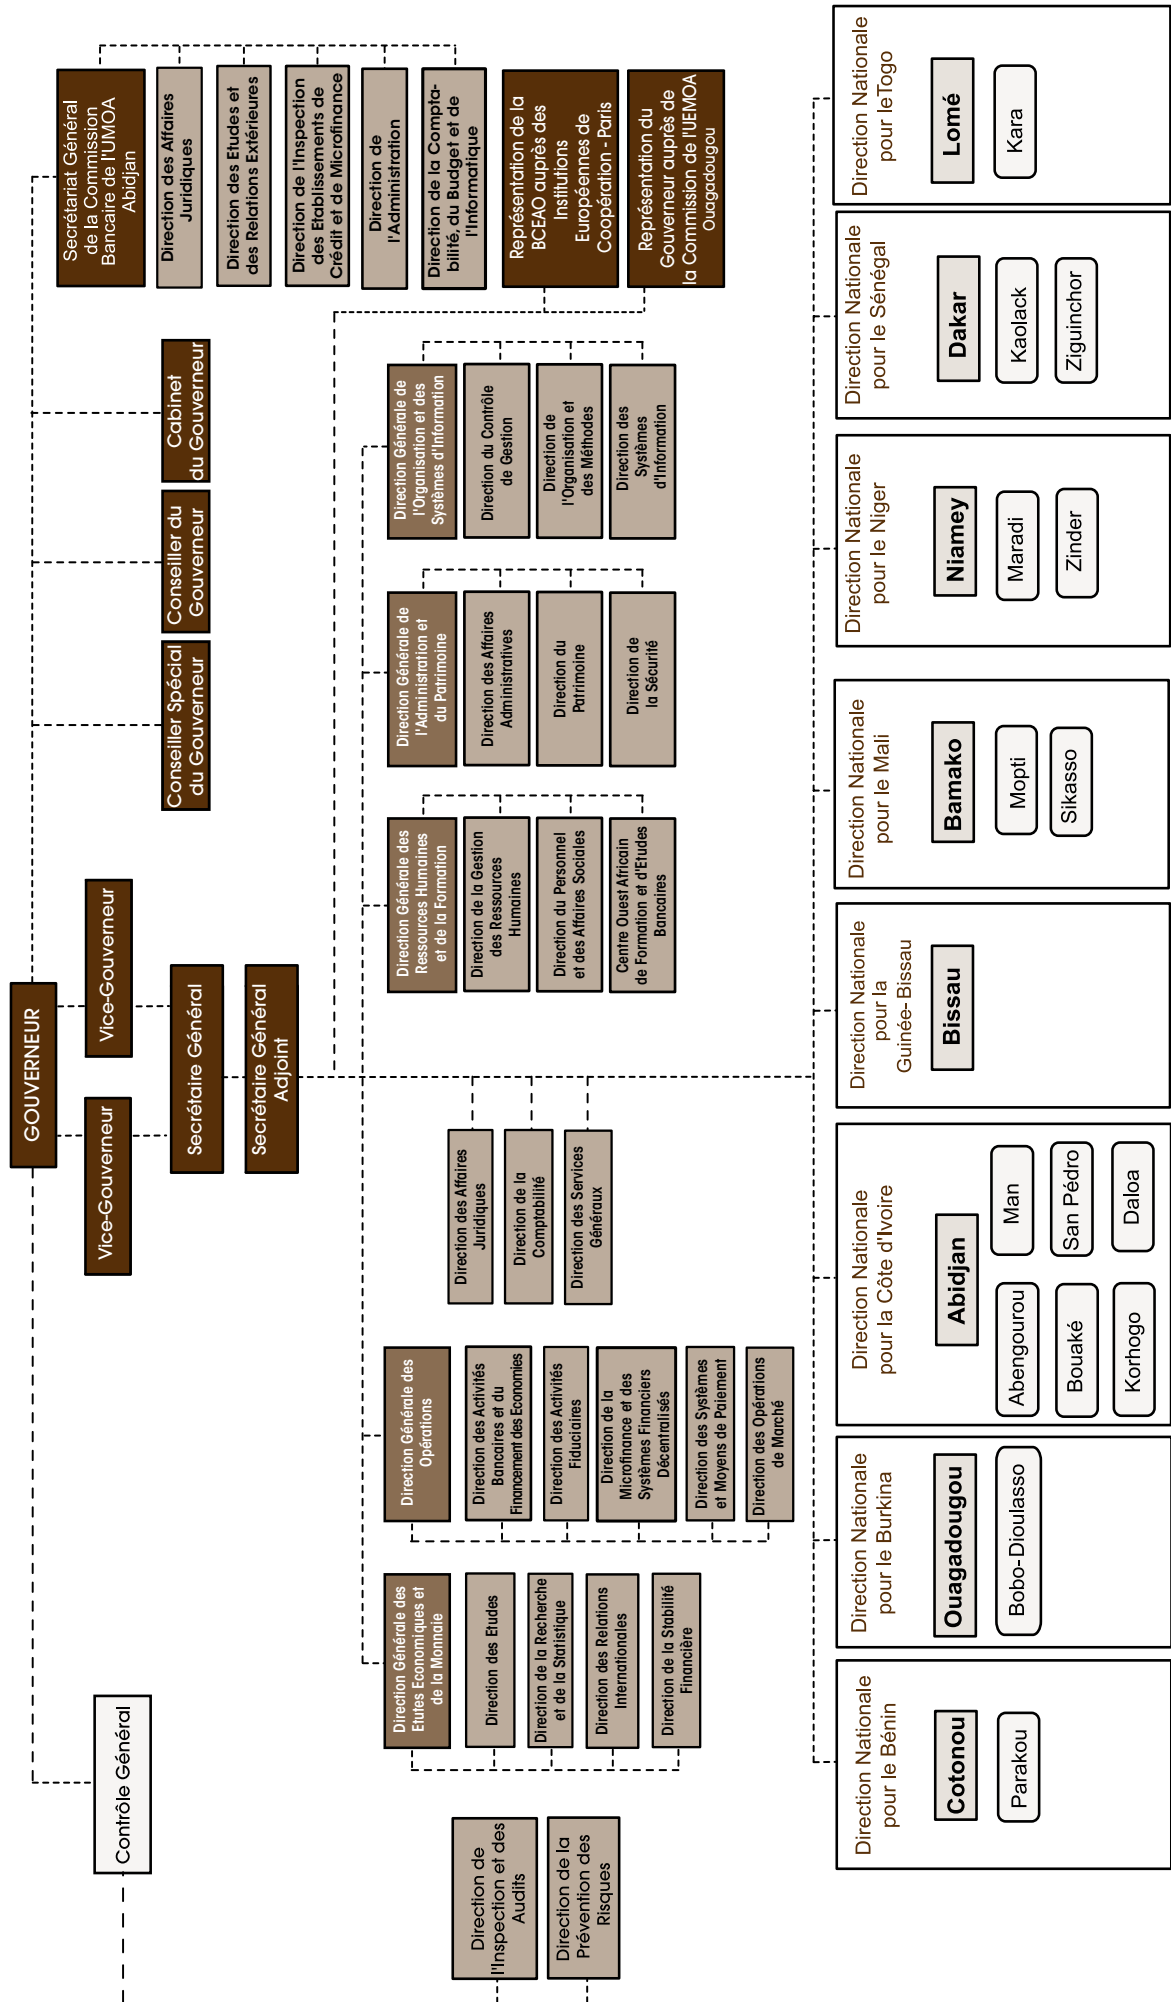 GOUVERNEUR
Vice-Gouverneur
Vice-Gouverneur
Secrétaire Général
Secrétaire Général
Adjoint
Contrôle Général
Direction de
l'Inspection et des
Audits
Direction de la
Prévention des
Risques
Conseiller Spécial
du Gouverneur
Conseiller du
Gouverneur
Cabinet
du Gouverneur
Secrétariat Général
de la Commission
Bancaire de l'UMOA
Abidjan
Direction des Affaires
Juridiques
Direction des Etudes et
des Relations Extérieures
Direction de l'Inspection
des Etablissements de
Crédit et de Microfinance
Direction de
l'Administration
Direction de la Compta-
bilité, du Budget et de
l'Informatique
Représentation de la
BCEAO auprès des
Institutions
Européennes de
Coopération - Paris
Représentation du
Gouverneur auprès de
la Commission de l'UEMOA
Ouagadougou
Direction Générale des
Etutes Economiques et
de la Monnaie
Direction des Etudes
Direction de la Recherche
et de la Statistique
Direction des Relations
Internationales
Direction de la Stabilité
Financière
Direction Générale des
Opérations
Direction des Activités
Bancaires et du
Financement des Economies
Direction des Activités
Fiduciaires
Direction de la
Microfinance et des
Systèmes Financiers
Décentralisés
Direction des Systèmes
et Moyens de Paiement
Direction des Opérations
de Marché
Direction des Affaires
Juridiques
Direction de la
Comptabilité
Direction des Services
Généraux
Direction Générale des
Ressources Humaines
et de la Formation
Direction de la Gestion
des Ressources
Humaines
Direction du Personnel
et des Affaires Sociales
Centre Ouest Africain
de Formation et d'Etudes
Bancaires
Direction Générale de
l'Administration et
du Patrimoine
Direction des Affaires
Administratives
Direction du
Patrimoine
Direction de
la Sécurité
Direction Générale de
l'Organisation et des
Systèmes d'Information
Direction du Contrôle
de Gestion
Direction de
l'Organisation et
des Méthodes
Direction des
Systèmes
d'Information
Direction Nationale
pour le Bénin
Cotonou
Parakou
Direction Nationale
pour le Burkina
Ouagadougou
Bobo-Dioulasso
Direction Nationale
pour la Côte d'Ivoire
Abidjan
Abengourou
Man
Bouaké
San Pédro
Korhogo
Daloa
Direction Nationale
pour la
Guinée- Bissau
Bissau
Direction Nationale
pour le Mali
Bamako
Mopti
Sikasso
Direction Nationale
pour le Niger
Niamey
Maradi
Zinder
Direction Nationale
pour le Sénégal
Dakar
Kaolack
Ziguinchor
Direction Nationale
pour leTogo
Lomé
Kara